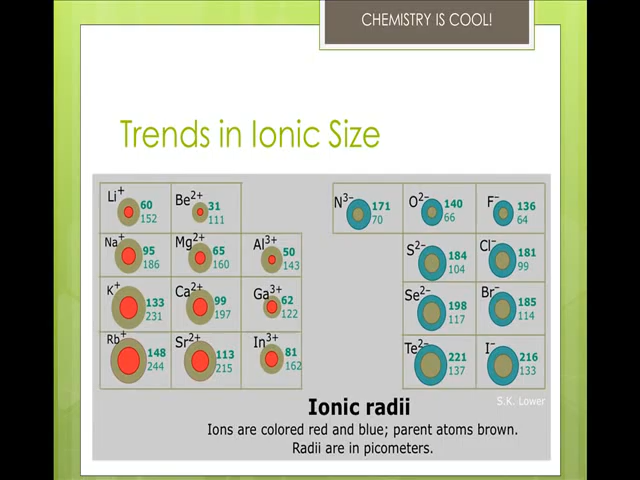 CHEMISTRY IS COOL!
Trends in Ionic Size
Li+ 60 152
Be2+ 31 111
N3– 171 70
O2– 140 66
F– 136 64
Na+ 95 186
Mg2+ 65 160
Al3+ 50 143
S2– 184 104
Cl– 181 99
K+ 133 231
Ca2+ 99 197
Ga3+ 62 122
Se2– 198 117
Br– 185 114
Rb+ 148 244
Sr2+ 113 215
In3+ 81 162
Te2– 221 137
I– 216 133
S.K. Lower
Ionic radii
Ions are colored red and blue; parent atoms brown.
Radii are in picometers.